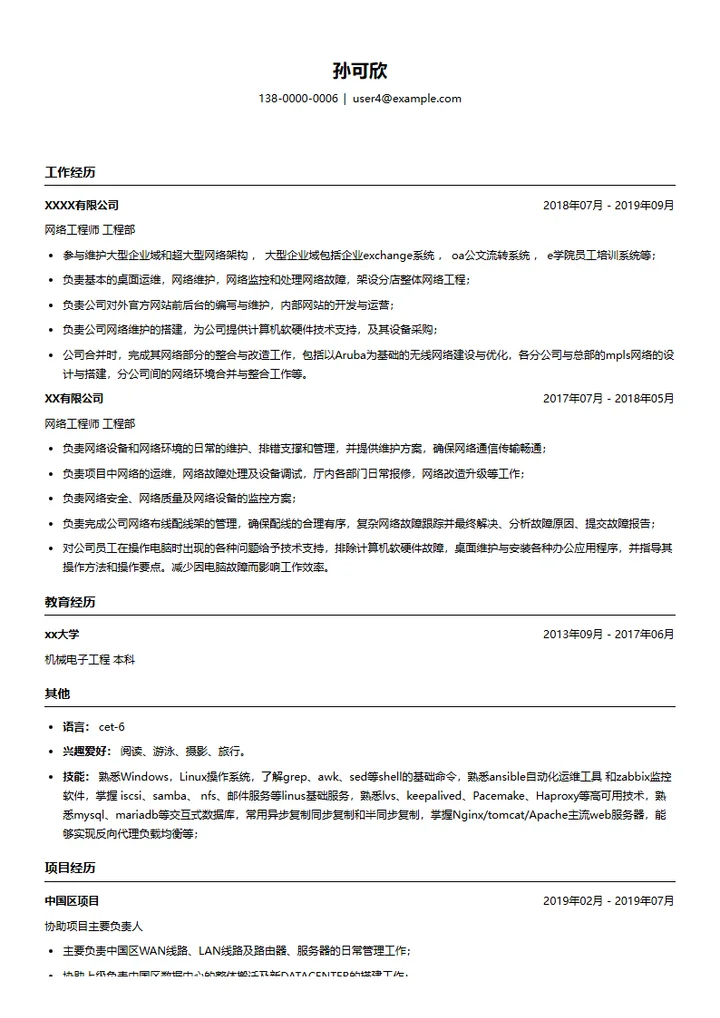 孙可欣
138-0000-0006 | user4@example.com
工作经历
XXXX有限公司 2018年07月 - 2019年09月
网络工程师 工程部
• 参与维护大型企业域和超大型网络架构 ， 大型企业域包括企业exchange系统 ， oa公文流转系统 ， e学院员工培训系统等；
• 负责基本的桌面运维，网络维护，网络监控和处理网络故障，架设分店整体网络工程；
• 负责公司对外官方网站前后台的编写与维护，内部网站的开发与运营；
• 负责公司网络维护的搭建，为公司提供计算机软硬件技术支持，及其设备采购；
• 公司合并时，完成其网络部分的整合与改造工作，包括以Aruba为基础的无线网络建设与优化，各分公司与总部的mpls网络的设
计与搭建，分公司间的网络环境合并与整合工作等。
XX有限公司 2017年07月 - 2018年05月
网络工程师 工程部
• 负责网络设备和网络环境的日常的维护、排错支撑和管理，并提供维护方案，确保网络通信传输畅通；
• 负责项目中网络的运维，网络故障处理及设备调试，厅内各部门日常报修，网络改造升级等工作；
• 负责网络安全、网络质量及网络设备的监控方案；
• 负责完成公司网络布线配线架的管理，确保配线的合理有序，复杂网络故障跟踪并最终解决、分析故障原因、提交故障报告；
• 对公司员工在操作电脑时出现的各种问题给予技术支持，排除计算机软硬件故障，桌面维护与安装各种办公应用程序，并指导其
操作方法和操作要点。减少因电脑故障而影响工作效率。
教育经历
xx大学 2013年09月 - 2017年06月
机械电子工程 本科
其他
• 语言： cet-6
• 兴趣爱好： 阅读、游泳、摄影、旅行。
• 技能： 熟悉Windows，Linux操作系统，了解grep、awk、sed等shell的基础命令，熟悉ansible自动化运维工具 和zabbix监控
软件，掌握 iscsi、samba、 nfs、邮件服务等linus基础服务，熟悉lvs、keepalived、Pacemake、Haproxy等高可用技术，熟
悉mysql、mariadb等交互式数据库，常用异步复制同步复制和半同步复制，掌握Nginx/tomcat/Apache主流web服务器，能
够实现反向代理负载均衡等；
项目经历
中国区项目 2019年02月 - 2019年07月
协助项目主要负责人
• 主要负责中国区WAN线路、LAN线路及路由器、服务器的日常管理工作；
• 协助上级负责中国区数据中心的整体搬迁及新DATACENTER的搭建工作；